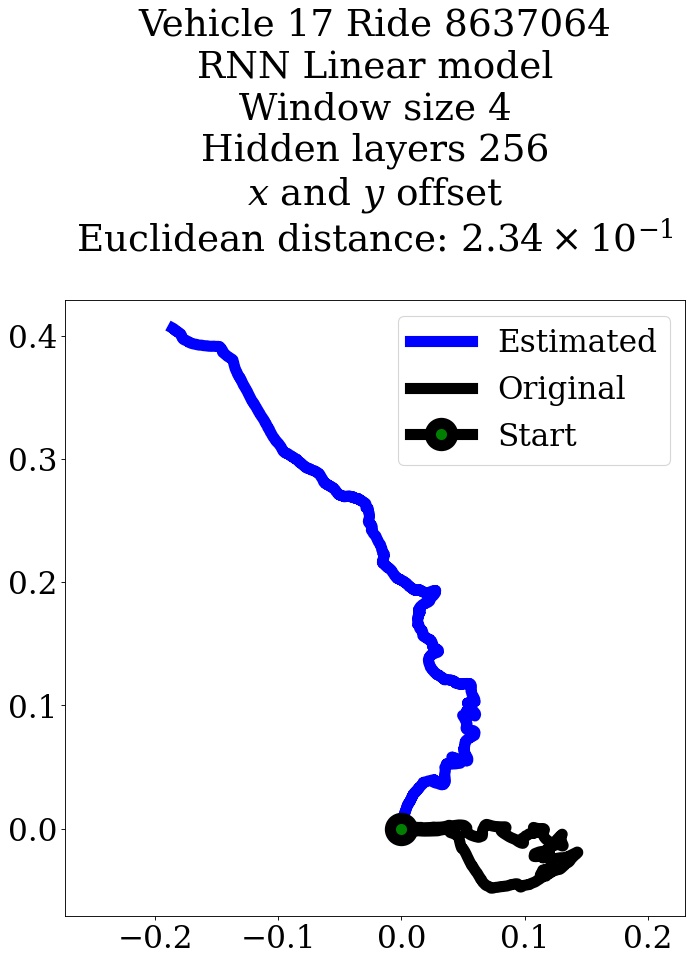 Vehicle 17 Ride 8637064
RNN Linear model
Window size 4
Hidden layers 256
x and y offset
Euclidean distance: 2.34 × 10⁻¹
Estimated
Original
Start
0.4
0.3
0.2
0.1
0.0
−0.2 −0.1 0.0 0.1 0.2